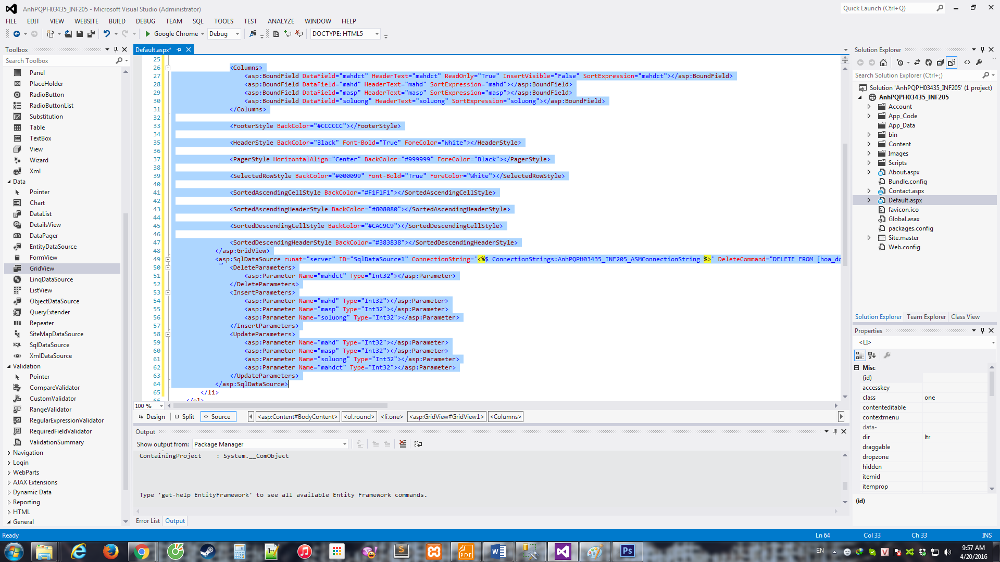 AnhPQPH03435_INF205 - Microsoft Visual Studio (Administrator)
Quick Launch (Ctrl+Q)
FILE EDIT VIEW WEBSITE BUILD DEBUG TEAM SQL TOOLS TEST ANALYZE WINDOW HELP
Google Chrome Debug DOCTYPE: HTML5
Toolbox
Search Toolbox
Panel
PlaceHolder
RadioButton
RadioButtonList
Substitution
Table
TextBox
View
Wizard
Xml
Data
Pointer
Chart
DataList
DetailsView
DataPager
EntityDataSource
FormView
GridView
LinqDataSource
ListView
ObjectDataSource
QueryExtender
Repeater
SiteMapDataSource
SqlDataSource
XmlDataSource
Validation
Pointer
CompareValidator
CustomValidator
RangeValidator
RegularExpressionValidator
RequiredFieldValidator
ValidationSummary
Navigation
Login
WebParts
AJAX Extensions
Dynamic Data
Reporting
HTML
General
Default.aspx*
25
26 <Columns>
27 <asp:BoundField DataField="mahdct" HeaderText="mahdct" ReadOnly="True" InsertVisible="False" SortExpression="mahdct"></asp:BoundField>
28 <asp:BoundField DataField="mahd" HeaderText="mahd" SortExpression="mahd"></asp:BoundField>
29 <asp:BoundField DataField="masp" HeaderText="masp" SortExpression="masp"></asp:BoundField>
30 <asp:BoundField DataField="soluong" HeaderText="soluong" SortExpression="soluong"></asp:BoundField>
31 </Columns>
32
33 <FooterStyle BackColor="#CCCCCC"></FooterStyle>
34
35 <HeaderStyle BackColor="Black" Font-Bold="True" ForeColor="White"></HeaderStyle>
36
37 <PagerStyle HorizontalAlign="Center" BackColor="#999999" ForeColor="Black"></PagerStyle>
38
39 <SelectedRowStyle BackColor="#000099" Font-Bold="True" ForeColor="White"></SelectedRowStyle>
40
41 <SortedAscendingCellStyle BackColor="#F1F1F1"></SortedAscendingCellStyle>
42
43 <SortedAscendingHeaderStyle BackColor="#808080"></SortedAscendingHeaderStyle>
44
45 <SortedDescendingCellStyle BackColor="#CAC9C9"></SortedDescendingCellStyle>
46
47 <SortedDescendingHeaderStyle BackColor="#383838"></SortedDescendingHeaderStyle>
48 </asp:GridView>
49 <asp:SqlDataSource runat="server" ID="SqlDataSource1" ConnectionString='<%$ ConnectionStrings:AnhPQPH03435_INF205_ASMConnectionString %>' DeleteCommand="DELETE FROM [hoa_do
50 <DeleteParameters>
51 <asp:Parameter Name="mahdct" Type="Int32"></asp:Parameter>
52 </DeleteParameters>
53 <InsertParameters>
54 <asp:Parameter Name="mahd" Type="Int32"></asp:Parameter>
55 <asp:Parameter Name="masp" Type="Int32"></asp:Parameter>
56 <asp:Parameter Name="soluong" Type="Int32"></asp:Parameter>
57 </InsertParameters>
58 <UpdateParameters>
59 <asp:Parameter Name="mahd" Type="Int32"></asp:Parameter>
60 <asp:Parameter Name="masp" Type="Int32"></asp:Parameter>
61 <asp:Parameter Name="soluong" Type="Int32"></asp:Parameter>
62 <asp:Parameter Name="mahdct" Type="Int32"></asp:Parameter>
63 </UpdateParameters>
64 </asp:SqlDataSource>
65 </li>
66 </ol>
100 %
Design Split Source <asp:Content#BodyContent> <ol.round> <li.one> <asp:GridView#GridView1> <Columns>
Output
Show output from: Package Manager
ContainingProject : System.__ComObject
Type 'get-help EntityFramework' to see all available Entity Framework commands.
Error List Output
Solution Explorer
Search Solution Explorer (Ctrl+;)
Solution 'AnhPQPH03435_INF205' (1 project)
AnhPQPH03435_INF205
Account
App_Code
App_Data
bin
Content
Images
Scripts
About.aspx
Bundle.config
Contact.aspx
Default.aspx
favicon.ico
Global.asax
packages.config
Site.master
Web.config
Solution Explorer Team Explorer Class View
Properties
<LI>
Misc
(id)
accesskey
class one
contenteditable
contextmenu
data-
dir ltr
draggable
dropzone
hidden
itemid
itemprop
(id)
Ready Ln 64 Col 33 Ch 33 INS
EN
9:57 AM
4/20/2016